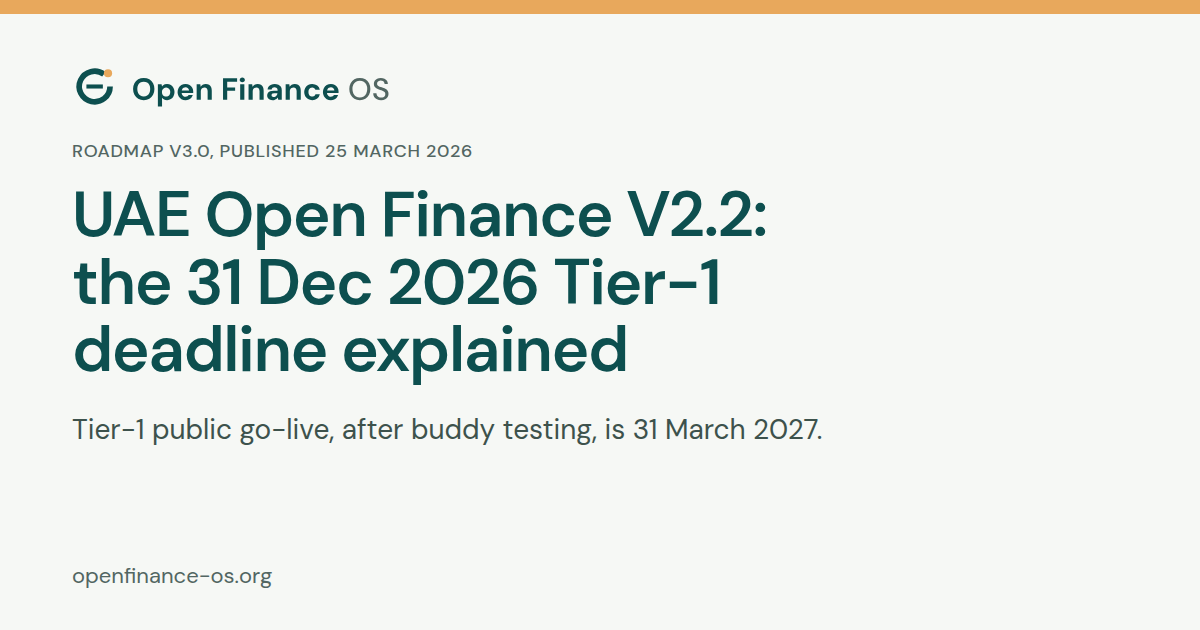 Open Finance OS
ROADMAP V3.0, PUBLISHED 25 MARCH 2026
UAE Open Finance V2.2:
the 31 Dec 2026 Tier-1
deadline explained
Tier-1 public go-live, after buddy testing, is 31 March 2027.
openfinance-os.org